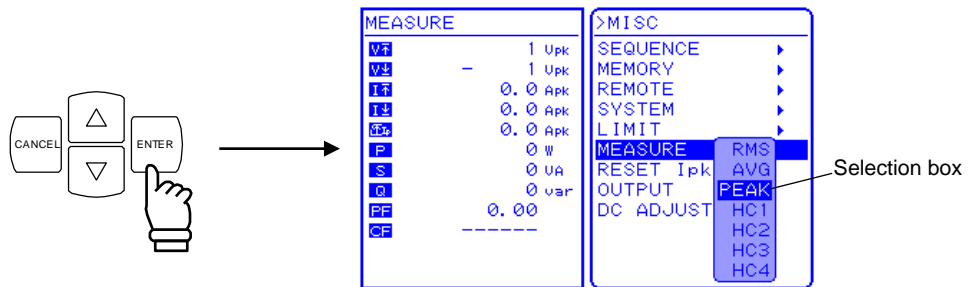 CANCEL
ENTER
MEASURE
V↑ 1 Vpk
V↓ - 1 Vpk
I↑ 0.0 Apk
I↓ 0.0 Apk
0.0 Apk
P 0 W
S 0 VA
Q 0 var
PF 0.00
CF ------
>MISC
SEQUENCE
MEMORY
REMOTE
SYSTEM
LIMIT
MEASURE RMS
RESET Ipk AVG
OUTPUT PEAK
DC ADJUST HC1
HC2
HC3
HC4
Selection box